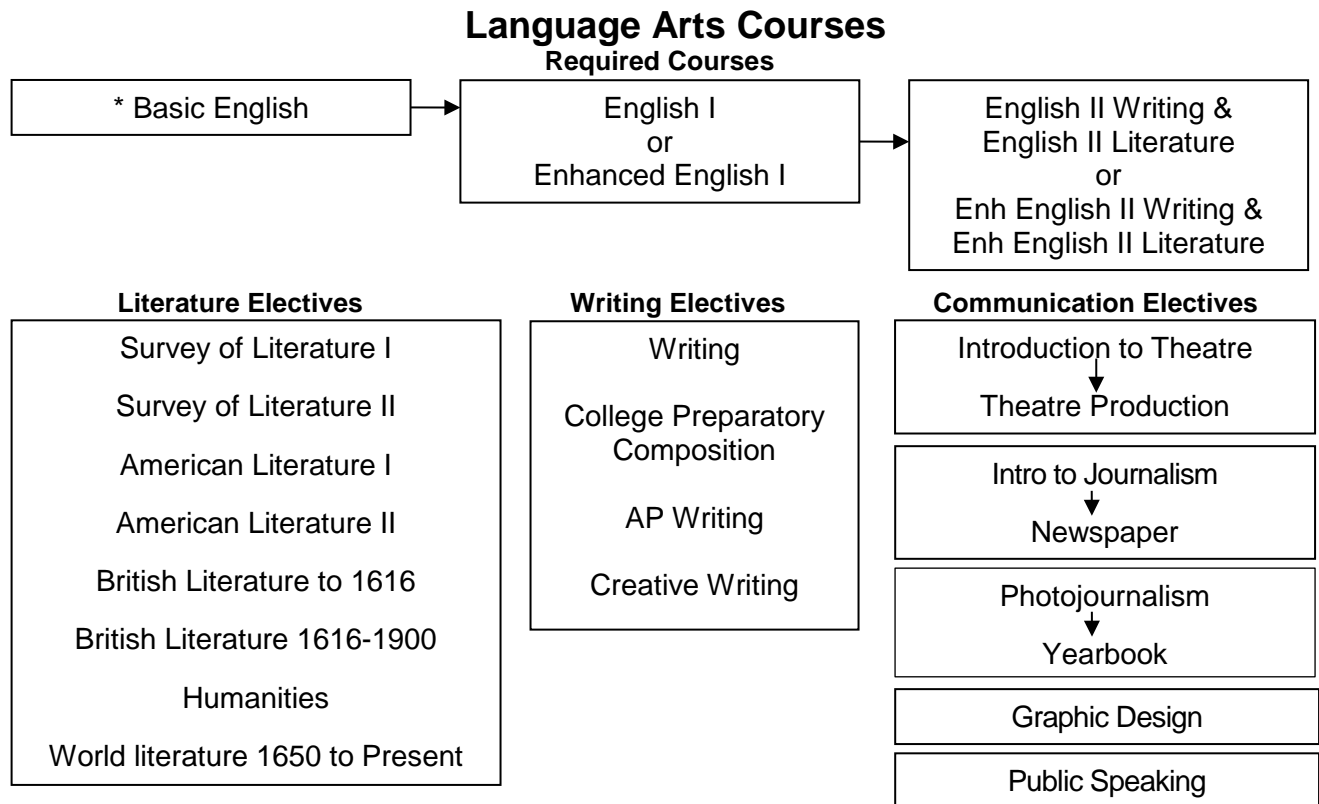 Language Arts Courses
Required Courses
* Basic English
English I
or
Enhanced English I
English II Writing &
English II Literature
or
Enh English II Writing &
Enh English II Literature
Literature Electives
Survey of Literature I
Survey of Literature II
American Literature I
American Literature II
British Literature to 1616
British Literature 1616-1900
Humanities
World literature 1650 to Present
Writing Electives
Writing
College Preparatory
Composition
AP Writing
Creative Writing
Communication Electives
Introduction to Theatre
Theatre Production
Intro to Journalism
Newspaper
Photojournalism
Yearbook
Graphic Design
Public Speaking